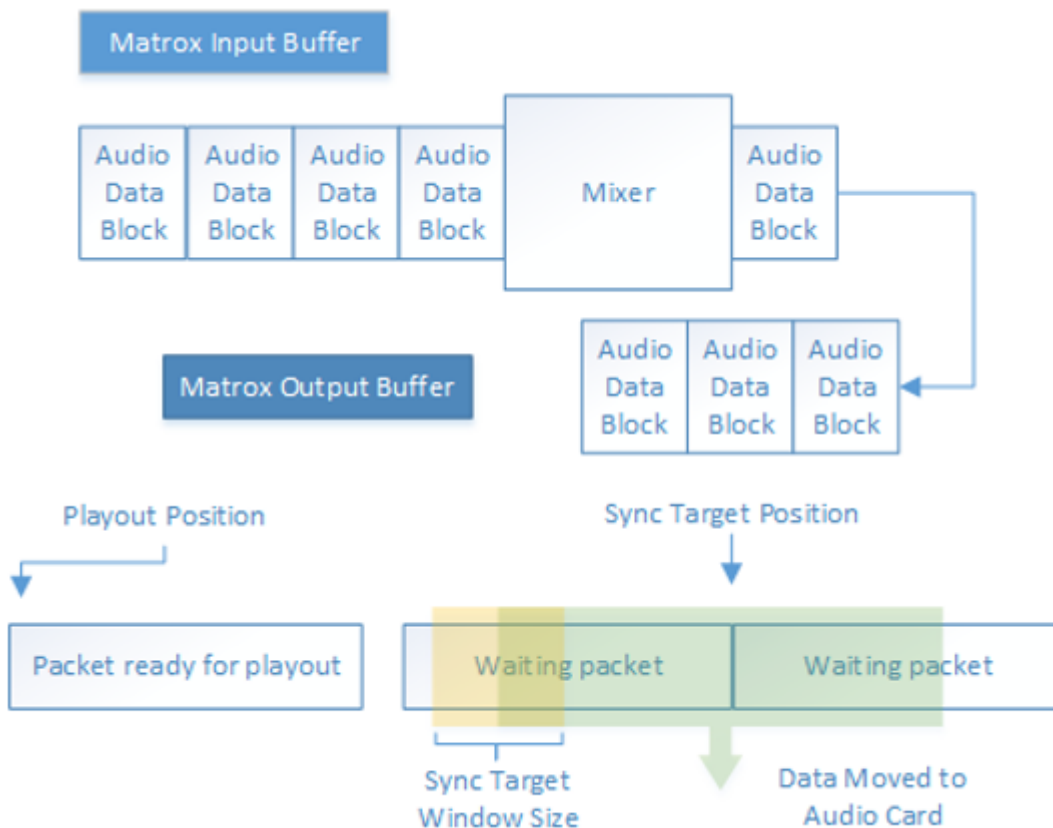 Matrox Input Buffer
Audio
Data
Block
Audio
Data
Block
Audio
Data
Block
Audio
Data
Block
Mixer
Audio
Data
Block
Matrox Output Buffer
Audio
Data
Block
Audio
Data
Block
Audio
Data
Block
Playout Position
Sync Target Position
Packet ready for playout
Waiting packet
Waiting packet
Sync Target
Window Size
Data Moved to
Audio Card